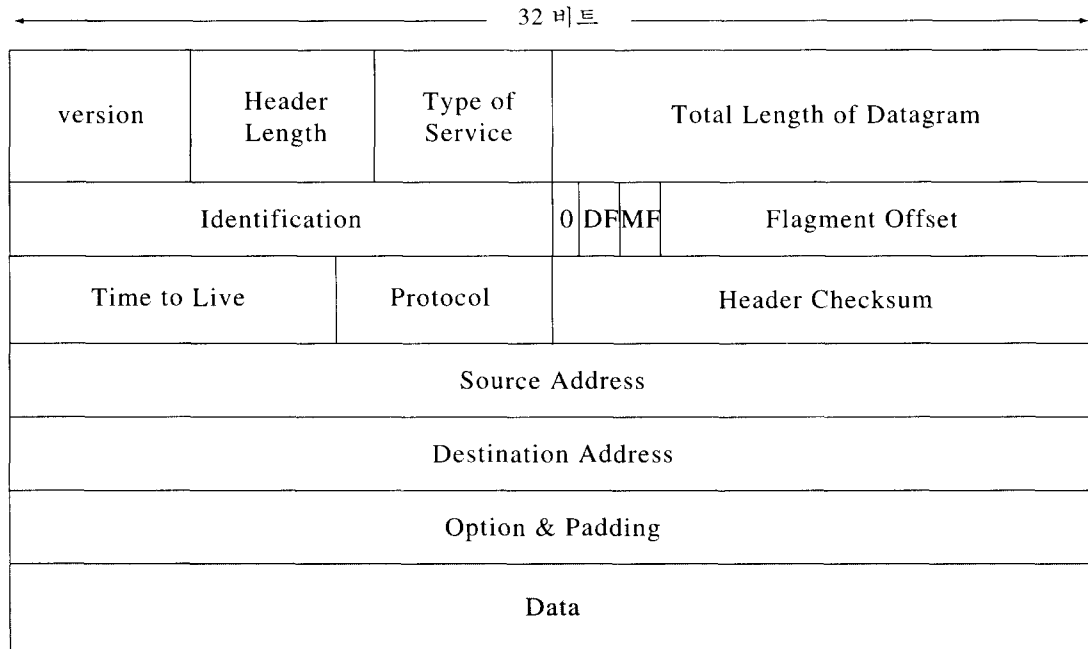 32 비트
version
Header
Length
Type of
Service
Total Length of Datagram
Identification
0
DF
MF
Flagment Offset
Time to Live
Protocol
Header Checksum
Source Address
Destination Address
Option & Padding
Data